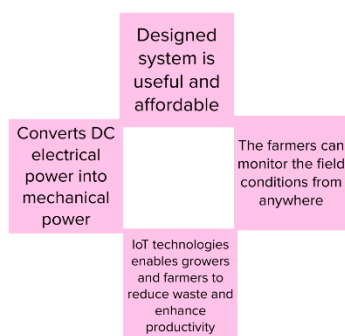 Designed
system is
useful and
affordable
Converts DC
electrical
power into
mechanical
power
The farmers can
monitor the field
conditions from
anywhere
IoT technologies
enables growers
and farmers to
reduce waste and
enhance
productivity